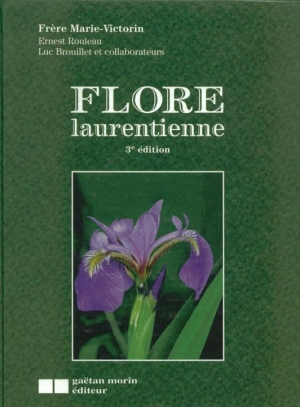 Frère Marie-Victorin
Ernest Rouleau
Luc Brouillet et collaborateurs
FLORE
laurentienne
3e édition
gaëtan morin
éditeur